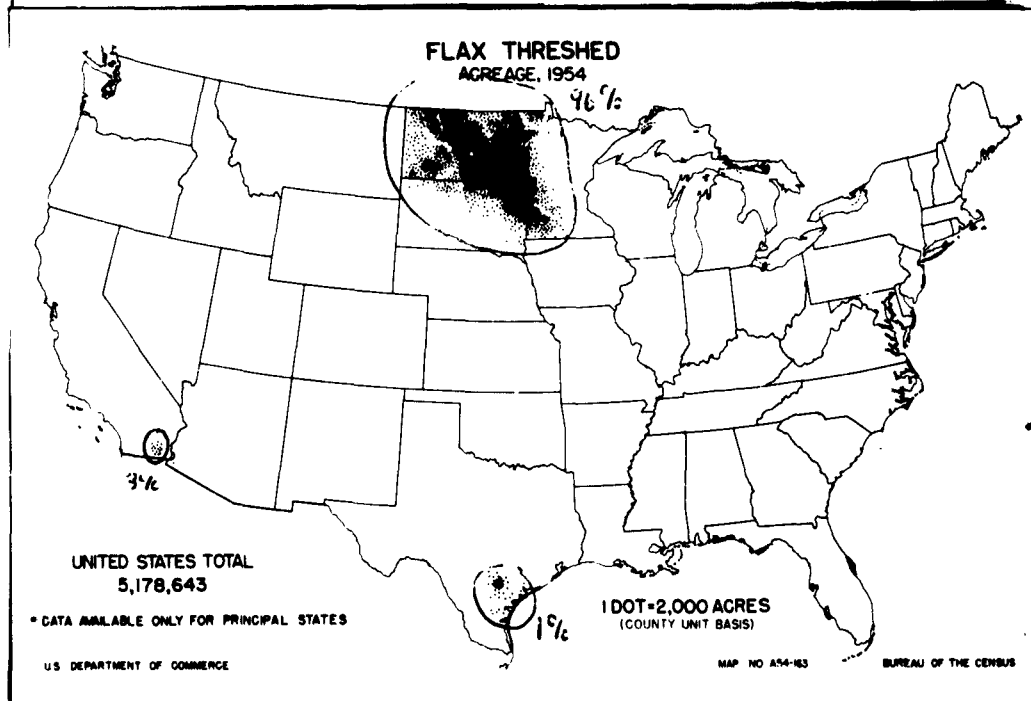 FLAX THRESHED
ACREAGE, 1954
96%
3%
UNITED STATES TOTAL
5,178,643
1 DOT=2,000 ACRES
(COUNTY UNIT BASIS)
1%
* DATA AVAILABLE ONLY FOR PRINCIPAL STATES
U.S. DEPARTMENT OF COMMERCE
MAP NO. A54-163
BUREAU OF THE CENSUS